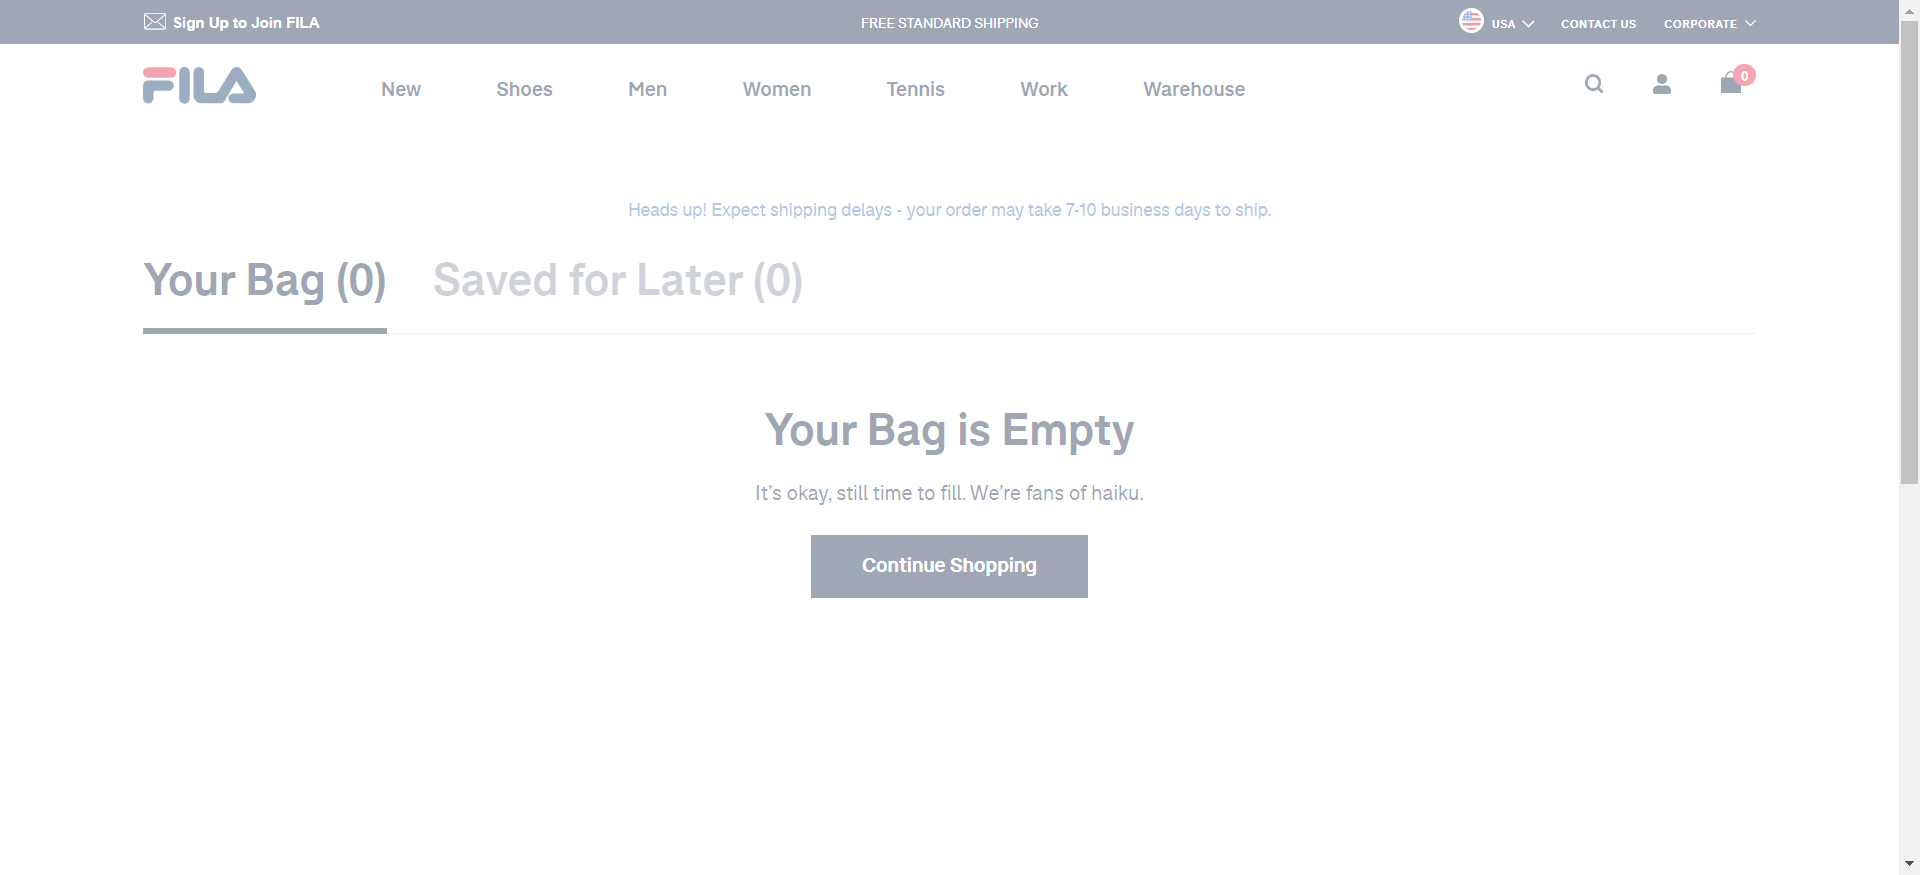 Sign Up to Join FILA
FREE STANDARD SHIPPING
USA
CONTACT US
CORPORATE
FILA
New
Shoes
Men
Women
Tennis
Work
Warehouse
0
Heads up! Expect shipping delays - your order may take 7-10 business days to ship.
Your Bag (0)
Saved for Later (0)
Your Bag is Empty
It’s okay, still time to fill. We’re fans of haiku.
Continue Shopping